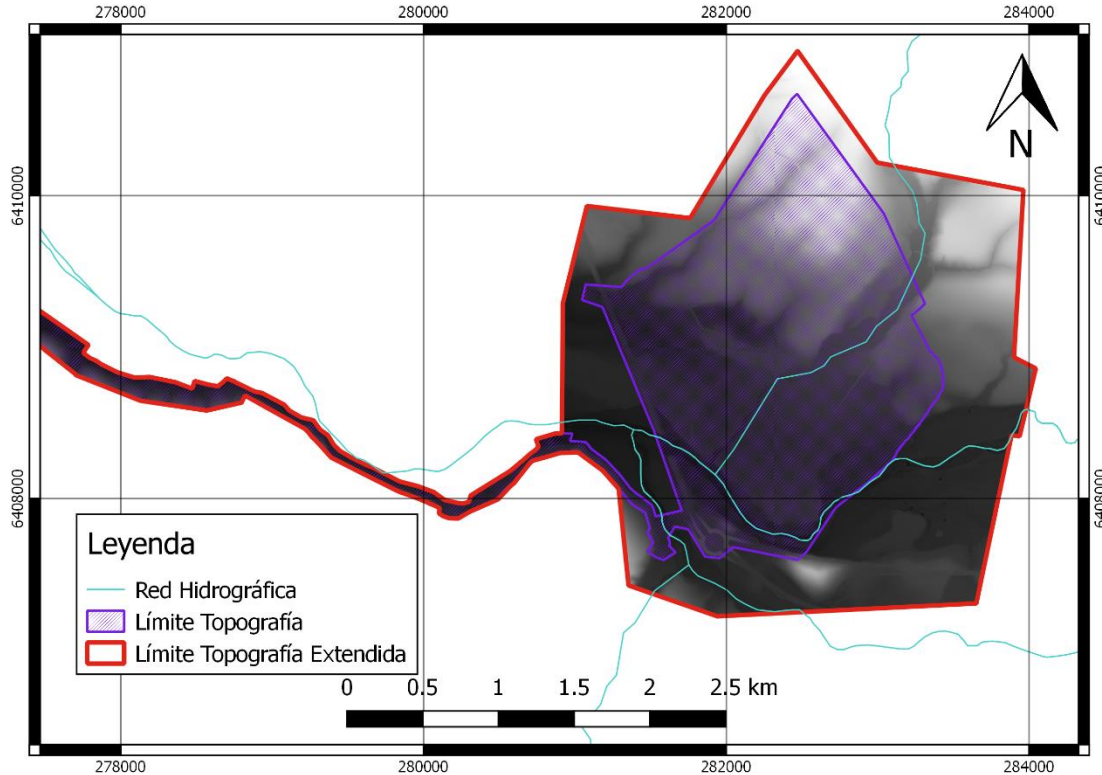 278000 280000 282000 284000
N
6410000 6410000
6408000 6408000
Leyenda
Red Hidrográfica
Límite Topografía
Límite Topografía Extendida
0 0.5 1 1.5 2 2.5 km
278000 280000 282000 284000